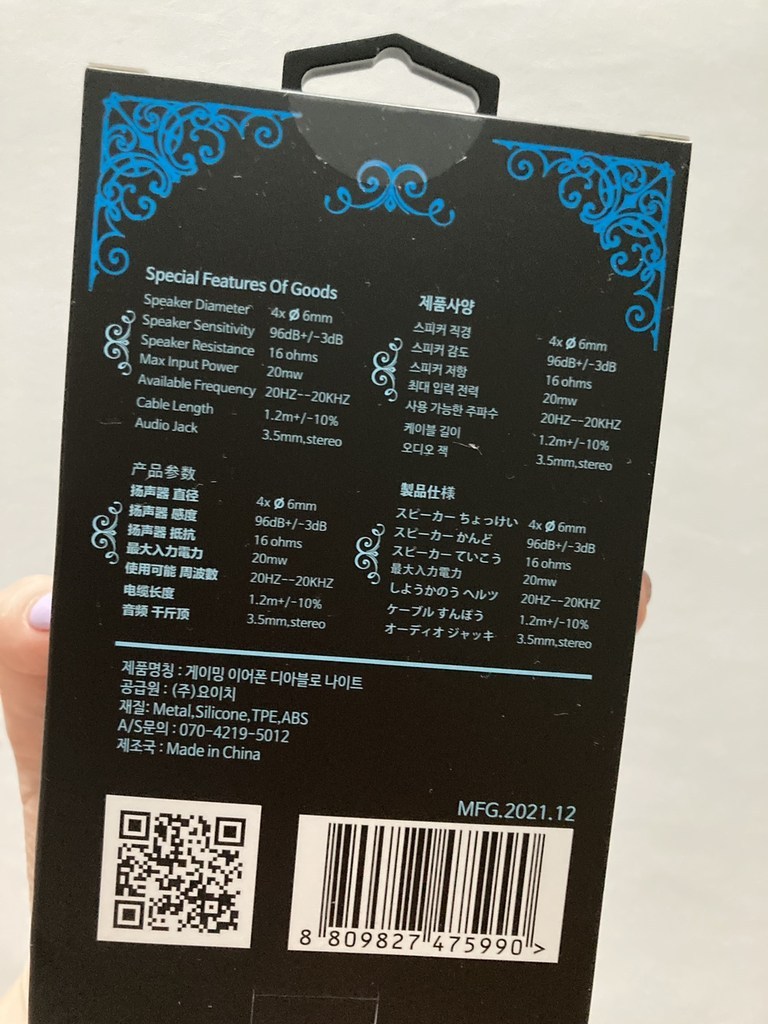 Special Features Of Goods
Speaker Diameter 4x Ø 6mm
Speaker Sensitivity 96dB+/-3dB
Speaker Resistance 16 ohms
Max Input Power 20mw
Available Frequency 20HZ--20KHZ
Cable Length 1.2m+/-10%
Audio Jack 3.5mm,stereo
제품사양
스피커 직경 4x Ø 6mm
스피커 감도 96dB+/-3dB
스피커 저항 16 ohms
최대 입력 전력 20mw
사용 가능한 주파수 20HZ--20KHZ
케이블 길이 1.2m+/-10%
오디오 잭 3.5mm,stereo
产品参数
扬声器 直径 4x Ø 6mm
扬声器 感度 96dB+/-3dB
扬声器 抵抗 16 ohms
最大入力電力 20mw
使用可能 周波數 20HZ--20KHZ
电缆长度 1.2m+/-10%
音频 千斤顶 3.5mm,stereo
製品仕様
スピーカー ちょっけい 4x Ø 6mm
スピーカー かんど 96dB+/-3dB
スピーカー ていこう 16 ohms
最大入力電力 20mw
しようかのう ヘルツ 20HZ--20KHZ
ケーブル すんぽう 1.2m+/-10%
オーディオ ジャッキ 3.5mm,stereo
제품명칭 : 게이밍 이어폰 디아블로 나이트
공급원 : (주)요이치
재질: Metal,Silicone,TPE,ABS
A/S문의 : 070-4219-5012
제조국 : Made in China
MFG.2021.12
8 809827 475990 >